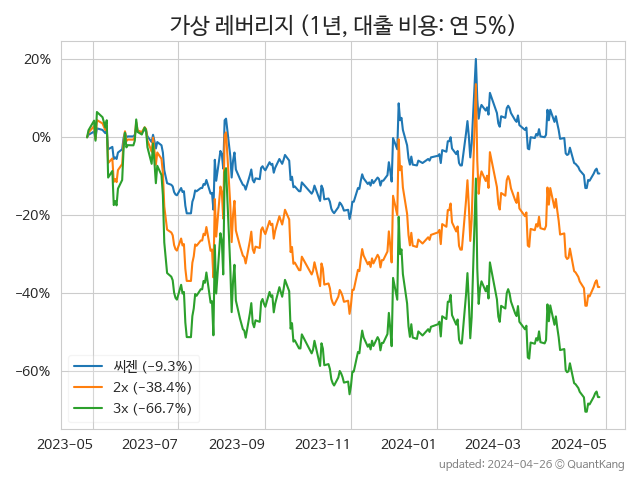 가상 레버리지 (1년, 대출 비용: 연 5%)
20%
0%
−20%
−40%
−60%
씨젠 (−9.3%)
2x (−38.4%)
3x (−66.7%)
2023-05 2023-07 2023-09 2023-11 2024-01 2024-03 2024-05
updated: 2024-04-26 © QuantKang